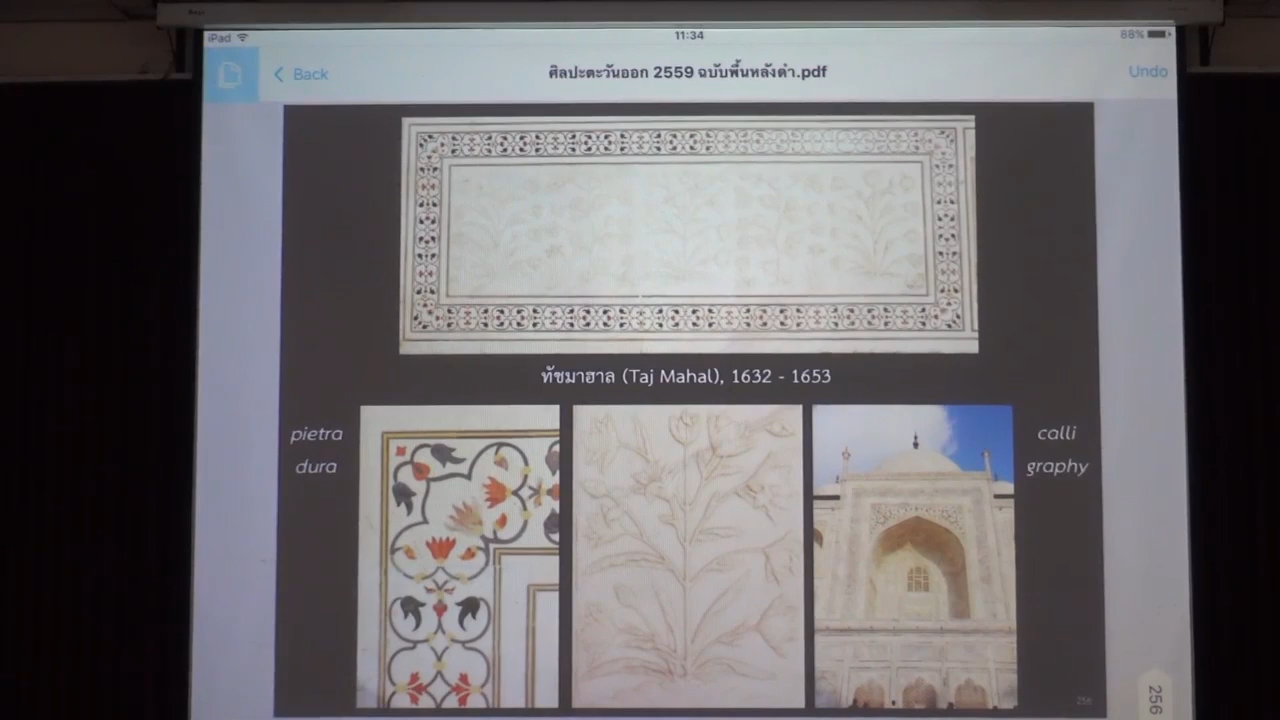 iPad
11:34
88%
Back
ศิลปะตะวันออก 2559 ฉบับพื้นหลังดำ.pdf
Undo
ทัชมาฮาล (Taj Mahal), 1632 - 1653
pietra
dura
calli
graphy
256
256